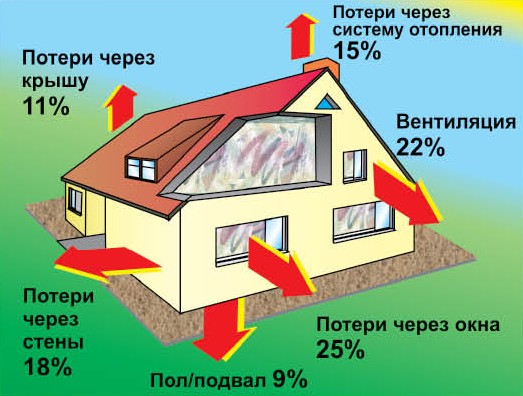 Потери через
систему отопления
15%
Потери через
крышу
11%
Вентиляция
22%
Потери
через
стены
18%
Потери через окна
25%
Пол/подвал 9%